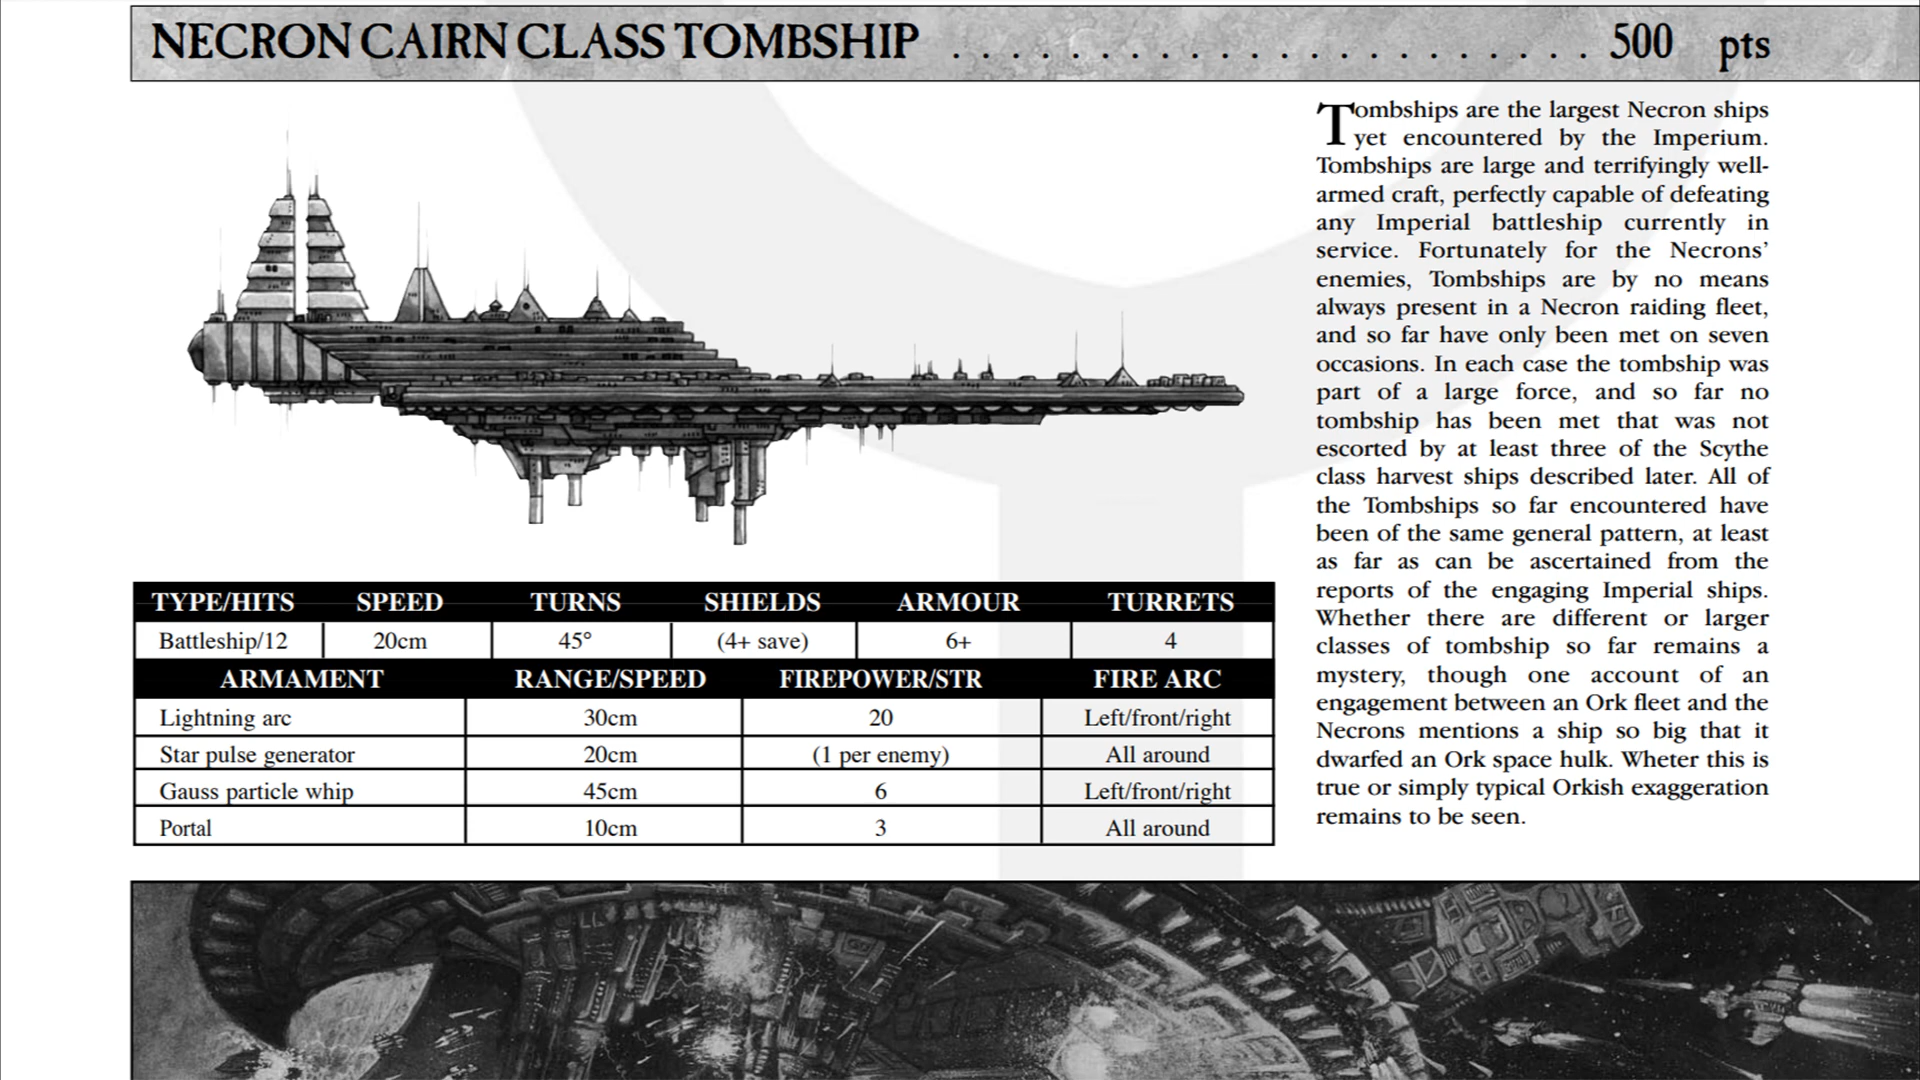 NECRON CAIRN CLASS TOMBSHIP . . . . . . . . . . . . . . . . . . . . . . 500 pts
Tombships are the largest Necron ships
yet encountered by the Imperium.
Tombships are large and terrifyingly well-
armed craft, perfectly capable of defeating
any Imperial battleship currently in
service. Fortunately for the Necrons’
enemies, Tombships are by no means
always present in a Necron raiding fleet,
and so far have only been met on seven
occasions. In each case the tombship was
part of a large force, and so far no
tombship has been met that was not
escorted by at least three of the Scythe
class harvest ships described later. All of
the Tombships so far encountered have
been of the same general pattern, at least
as far as can be ascertained from the
reports of the engaging Imperial ships.
Whether there are different or larger
classes of tombship so far remains a
mystery, though one account of an
engagement between an Ork fleet and the
Necrons mentions a ship so big that it
dwarfed an Ork space hulk. Wheter this is
true or simply typical Orkish exaggeration
remains to be seen.
TYPE/HITS SPEED TURNS SHIELDS ARMOUR TURRETS
Battleship/12 20cm 45° (4+ save) 6+ 4
ARMAMENT RANGE/SPEED FIREPOWER/STR FIRE ARC
Lightning arc 30cm 20 Left/front/right
Star pulse generator 20cm (1 per enemy) All around
Gauss particle whip 45cm 6 Left/front/right
Portal 10cm 3 All around